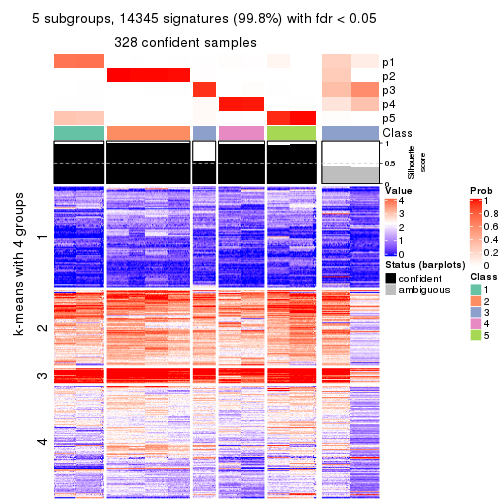 5 subgroups, 14345 signatures (99.8%) with fdr < 0.05
328 confident samples
p1
p2
p3
p4
p5
Class
1
0.5
0
Silhouette
score
k-means with 4 groups
1
2
3
4
Value
4
3
2
1
0
Status (barplots)
confident
ambiguous
Prob
1
0.8
0.6
0.4
0.2
0
Class
1
2
3
4
5